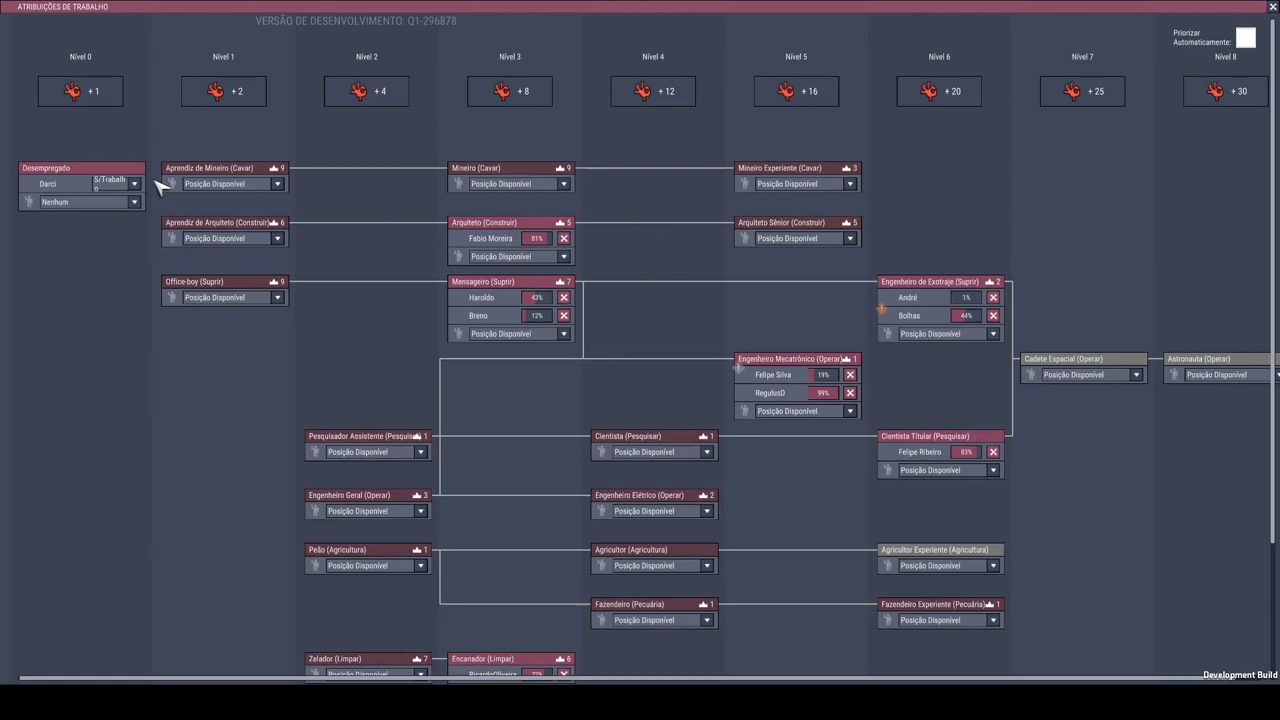 ATRIBUIÇÕES DE TRABALHO
VERSÃO DE DESENVOLVIMENTO: Q1-296878
Priorizar
Automaticamente:
Nível 0
Nível 1
Nível 2
Nível 3
Nível 4
Nível 5
Nível 6
Nível 7
Nível 8
+ 1
+ 2
+ 4
+ 8
+ 12
+ 16
+ 20
+ 25
+ 30
Desempregado
Darci
S/Trabalh
o
Nenhum
Aprendiz de Mineiro (Cavar) 9
Posição Disponível
Mineiro (Cavar) 9
Posição Disponível
Mineiro Experiente (Cavar) 3
Posição Disponível
Aprendiz de Arquiteto (Construir) 6
Posição Disponível
Arquiteto (Construir) 5
Fabio Moreira 81%
Posição Disponível
Arquiteto Sênior (Construir) 5
Posição Disponível
Office-boy (Suprir) 9
Posição Disponível
Mensageiro (Suprir) 7
Haroldo 43%
Breno 12%
Posição Disponível
Engenheiro de Exotraje (Suprir) 2
André 1%
Bolhas 44%
Posição Disponível
Engenheiro Mecatrônico (Operar) 1
Felipe Silva 19%
RegulusD 99%
Posição Disponível
Cadete Espacial (Operar)
Posição Disponível
Astronauta (Operar)
Posição Disponível
Pesquisador Assistente (Pesquisar 1
Posição Disponível
Cientista (Pesquisar) 1
Posição Disponível
Cientista Titular (Pesquisar)
Felipe Ribeiro 83%
Posição Disponível
Engenheiro Geral (Operar) 3
Posição Disponível
Engenheiro Elétrico (Operar) 2
Posição Disponível
Peão (Agricultura) 1
Posição Disponível
Agricultor (Agricultura)
Posição Disponível
Agricultor Experiente (Agricultura)
Posição Disponível
Fazendeiro (Pecuária) 1
Posição Disponível
Fazendeiro Experiente (Pecuária) 1
Posição Disponível
Zelador (Limpar) 7
Posição Disponível
Encanador (Limpar) 6
RicardoOliveira 72%
Development Build